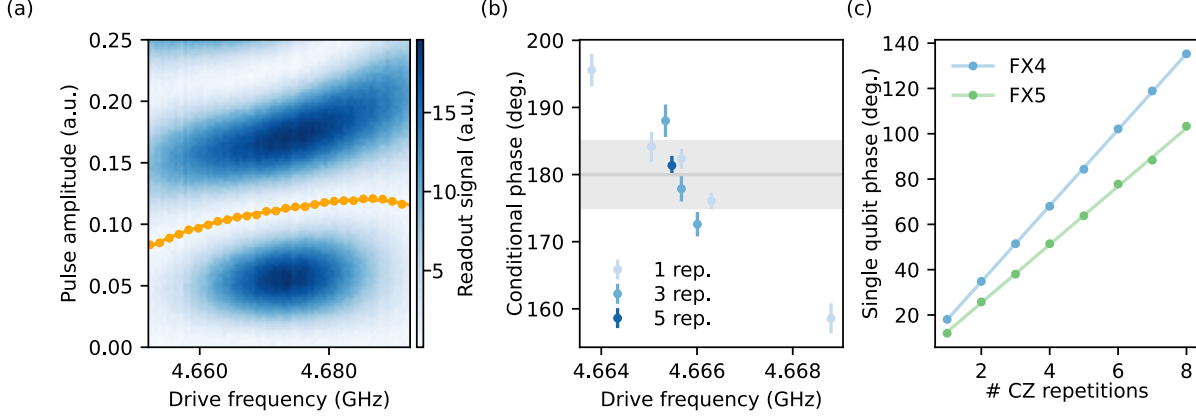 (a)
0.25
0.20
0.15
0.10
0.05
0.00
Pulse amplitude (a.u.)
4.660
4.680
Drive frequency (GHz)
15
10
5
Readout signal (a.u.)
(b)
200
190
180
170
160
Conditional phase (deg.)
1 rep.
3 rep.
5 rep.
4.664
4.666
4.668
Drive frequency (GHz)
(c)
140
120
100
80
60
40
20
Single qubit phase (deg.)
FX4
FX5
2
4
6
8
# CZ repetitions